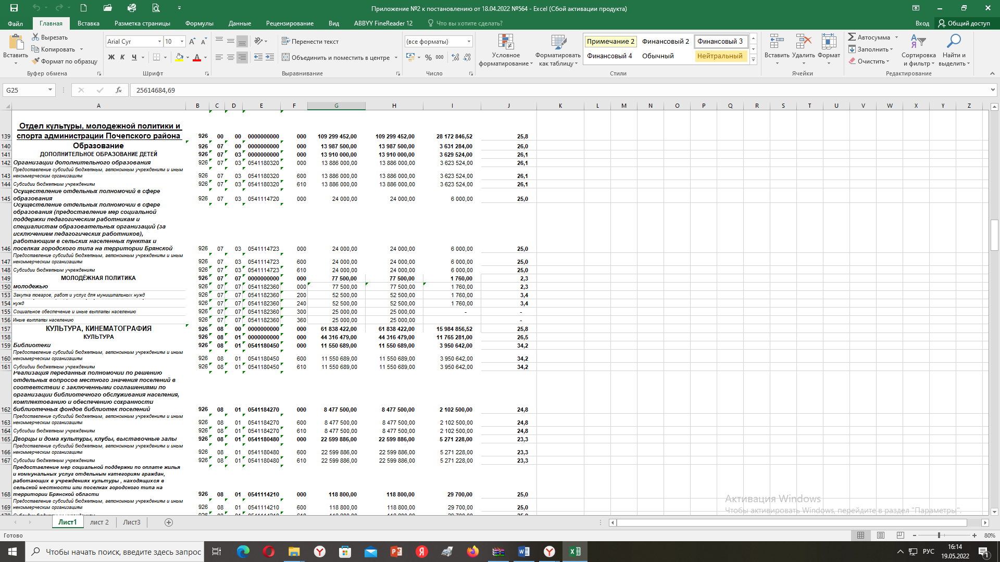 Приложение №2 к постановлению от 18.04.2022 №564 - Excel (Сбой активации продукта)
Файл Главная Вставка Разметка страницы Формулы Данные Рецензирование Вид ABBYY FineReader 12 Что вы хотите сделать? Вход Общий доступ
Вставить
Вырезать
Копировать
Формат по образцу
Буфер обмена
Arial Cyr 10
Ж К Ч
Шрифт
Перенести текст
Объединить и поместить в центре
Выравнивание
(все форматы)
% 000
Число
Условное форматирование
Форматировать как таблицу
Примечание 2 Финансовый 2 Финансовый 3
Финансовый 4 Обычный Нейтральный
Стили
Вставить Удалить Формат
Ячейки
Автосумма
Заполнить
Очистить
Сортировка и фильтр
Найти и выделить
Редактирование
G25 fx 25614684,69
A B C D E F G H I J K L M N O P Q R S T U V W X Y Z
Отдел культуры, молодежной политики и
139 спорта администрации Почепского района 926 00 00 0000000000 000 109 299 452,00 109 299 452,00 28 172 846,52 25,8
140 Образование 926 07 00 0000000000 000 13 987 500,00 13 987 500,00 3 631 284,00 26,0
141 ДОПОЛНИТЕЛЬНОЕ ОБРАЗОВАНИЕ ДЕТЕЙ 926 07 03 0000000000 000 13 910 000,00 13 910 000,00 3 629 524,00 26,1
142 Организации дополнительного образования 926 07 03 0541180320 000 13 886 000,00 13 886 000,00 3 623 524,00 26,1
Предоставление субсидий бюджетным, автономным учреждениям и иным
143 некоммерческим организациям 926 07 03 0541180320 600 13 886 000,00 13 886 000,00 3 623 524,00 26,1
144 Субсидии бюджетным учреждениям 926 07 03 0541180320 610 13 886 000,00 13 886 000,00 3 623 524,00 26,1
Осуществление отдельных полномочий в сфере
145 образования 926 07 03 0541114720 000 24 000,00 24 000,00 6 000,00 25,0
Осуществление отдельных полномочий в сфере
образования (предоставление мер социальной
поддержки педагогическим работникам и
специалистам образовательных организаций (за
исключением педагогических работников),
работающим в сельских населенных пунктах и
146 поселках городского типа на территории Брянской 926 07 03 0541114723 000 24 000,00 24 000,00 6 000,00 25,0
Предоставление субсидий бюджетным, автономным учреждениям и иным
147 некоммерческим организациям 926 07 03 0541114723 600 24 000,00 24 000,00 6 000,00 25,0
148 Субсидии бюджетным учреждениям 926 07 03 0541114723 610 24 000,00 24 000,00 6 000,00 25,0
149 МОЛОДЁЖНАЯ ПОЛИТИКА 926 07 07 0000000000 000 77 500,00 77 500,00 1 760,00 2,3
150 молодежью 926 07 07 0541182360 000 77 500,00 77 500,00 1 760,00 2,3
153 Закупка товаров, работ и услуг для муниципальных нужд 926 07 07 0541182360 200 52 500,00 52 500,00 1 760,00 3,4
154 нужд 926 07 07 0541182360 240 52 500,00 52 500,00 1 760,00 3,4
155 Социальное обеспечение и иные выплаты населению 926 07 07 0541182360 300 25 000,00 25 000,00 - -
156 Иные выплаты населению 926 07 07 0541182360 360 25 000,00 25 000,00 -
157 КУЛЬТУРА, КИНЕМАТОГРАФИЯ 926 08 00 0000000000 000 61 838 422,00 61 838 422,00 15 984 856,52 25,8
158 КУЛЬТУРА 926 08 01 0000000000 000 44 316 479,00 44 316 479,00 11 765 281,00 26,5
159 Библиотеки 926 08 01 0541180450 000 11 550 689,00 11 550 689,00 3 950 642,00 34,2
Предоставление субсидий бюджетным, автономным учреждениям и иным
160 некоммерческим организациям 926 08 01 0541180450 600 11 550 689,00 11 550 689,00 3 950 642,00 34,2
161 Субсидии бюджетным учреждениям 926 08 01 0541180450 610 11 550 689,00 11 550 689,00 3 950 642,00 34,2
Реализация переданных полномочий по решению
отдельных вопросов местного значения поселений в
соответствии с заключенными соглашениями по
организации библиотечного обслуживания населения,
комплектованию и обеспечению сохранности
162 библиотечных фондов библиотек поселений 926 08 01 0541184270 000 8 477 500,00 8 477 500,00 2 102 500,00 24,8
Предоставление субсидий бюджетным, автономным учреждениям и иным
163 некоммерческим организациям 926 08 01 0541184270 600 8 477 500,00 8 477 500,00 2 102 500,00 24,8
164 Субсидии бюджетным учреждениям 926 08 01 0541184270 610 8 477 500,00 8 477 500,00 2 102 500,00 24,8
165 Дворцы и дома культуры, клубы, выставочные залы 926 08 01 0541180480 000 22 599 886,00 22 599 886,00 5 271 228,00 23,3
Предоставление субсидий бюджетным, автономным учреждениям и иным
166 некоммерческим организациям 926 08 01 0541180480 600 22 599 886,00 22 599 886,00 5 271 228,00 23,3
167 Субсидии бюджетным учреждениям 926 08 01 0541180480 610 22 599 886,00 22 599 886,00 5 271 228,00 23,3
Предоставление мер социальной поддержки по оплате жилья
и коммунальных услуг отдельным категориям граждан,
работающих в учреждениях культуры , находящихся в
сельской местности или поселках городского типа на
168 территории Брянской области 926 08 01 0541114210 000 118 800,00 118 800,00 29 700,00 25,0
Предоставление субсидий бюджетным, автономным учреждениям и иным
169 некоммерческим организациям 926 08 01 0541114210 600 118 800,00 118 800,00 29 700,00 25,0
Активация Windows
Чтобы активировать Windows, перейдите в раздел "Параметры".
Лист1 лист 2 Лист3
Готово 80%
Чтобы начать поиск, введите здесь запрос
РУС 16:14
19.05.2022
1